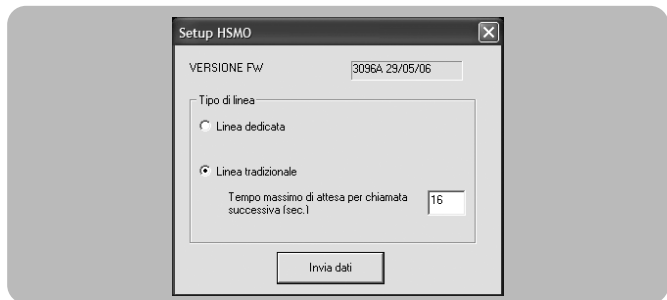 Setup HSMO
VERSIONE FW 3096A 29/05/06
Tipo di linea
Linea dedicata
Linea tradizionale
Tempo massimo di attesa per chiamata
successiva (sec.) 16
Invia dati